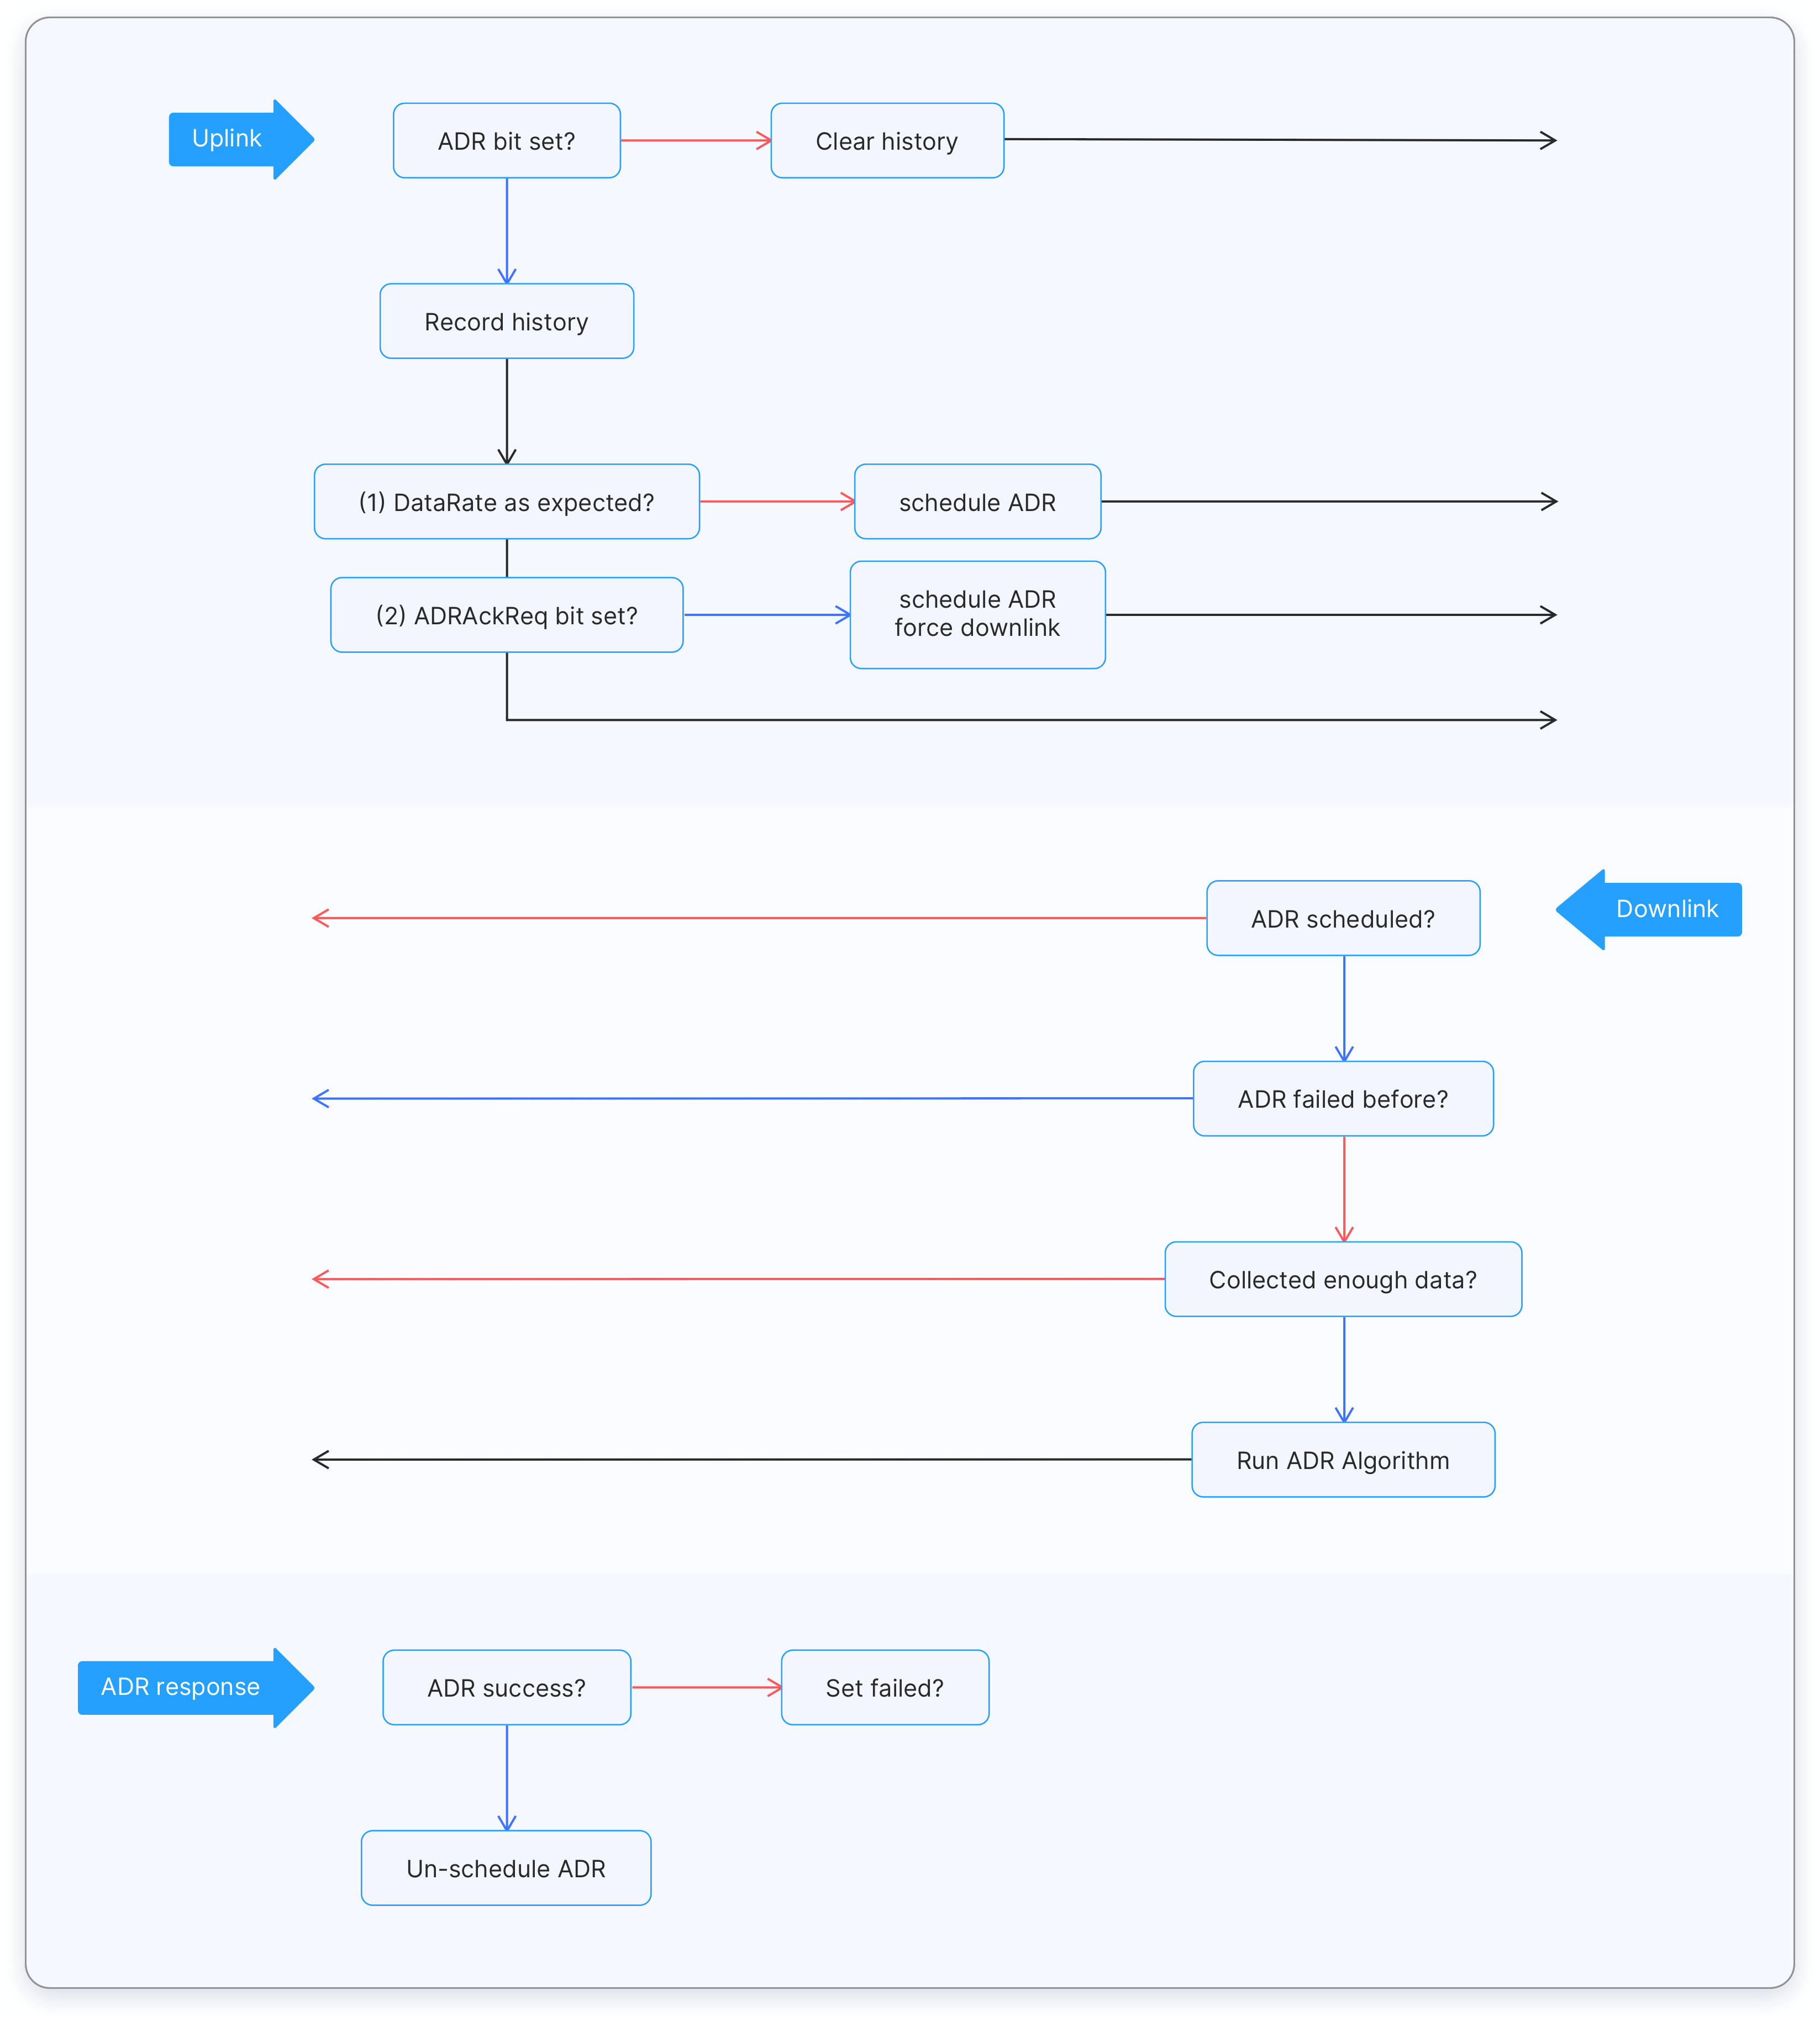 Uplink
ADR bit set?
Clear history
Record history
(1) DataRate as expected?
schedule ADR
(2) ADRAckReq bit set?
schedule ADR
force downlink
ADR scheduled?
Downlink
ADR failed before?
Collected enough data?
Run ADR Algorithm
ADR response
ADR success?
Set failed?
Un-schedule ADR